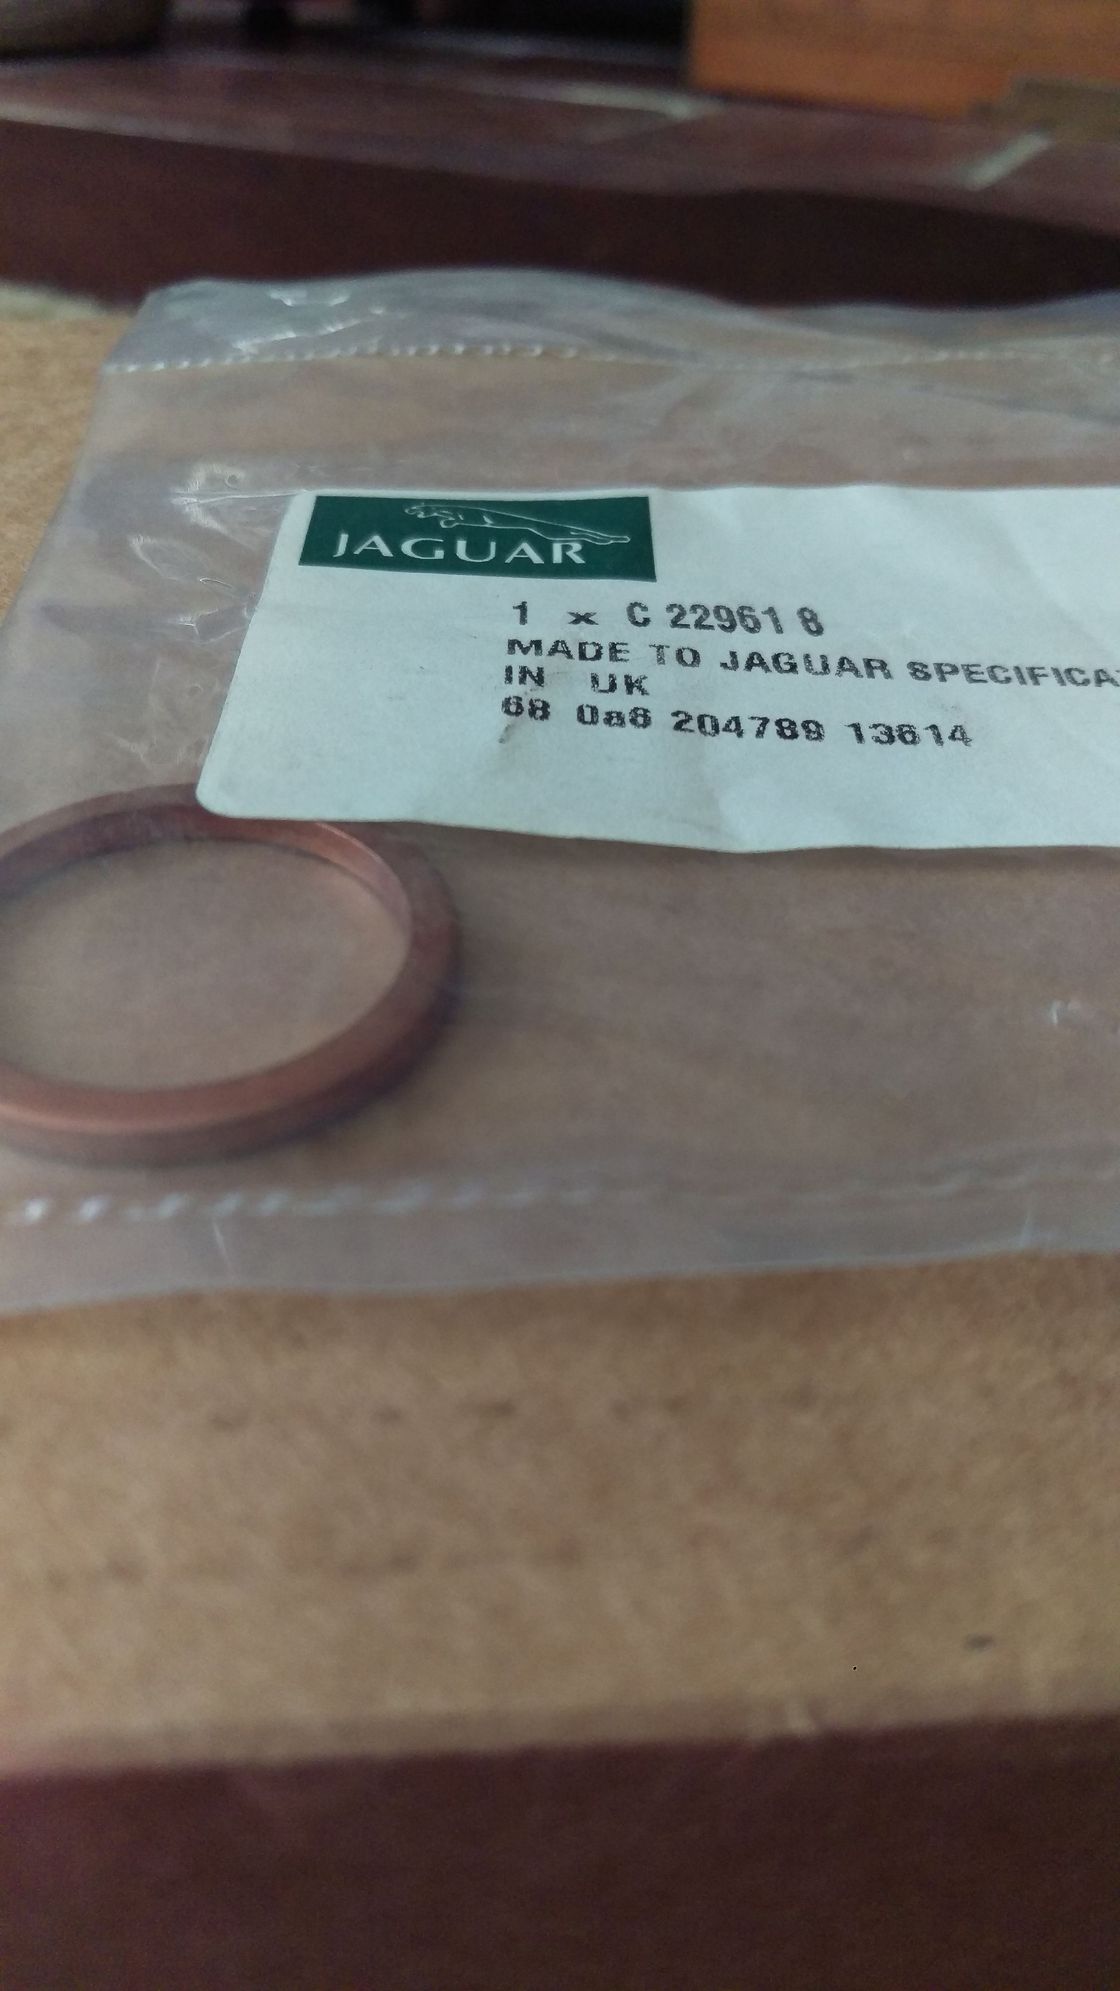 JAGUAR
1 x C 22961 8
MADE TO JAGUAR SPECIFICA
IN UK
68 0a8 204789 13614